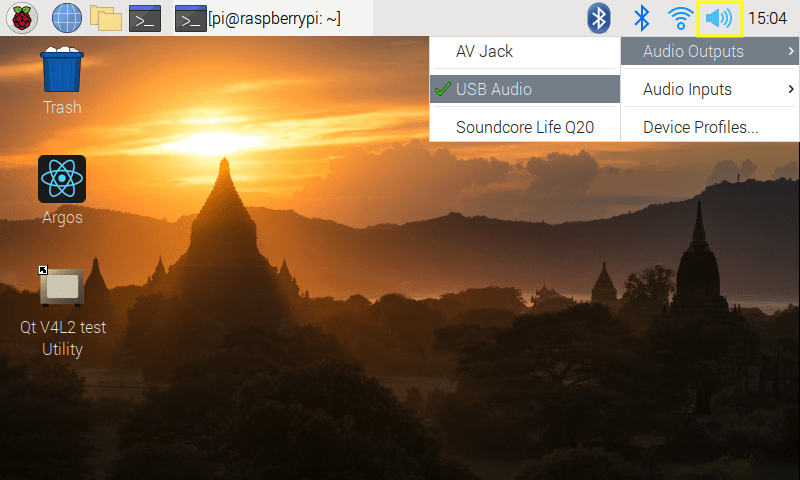 [pi@raspberrypi: ~]
15:04
AV Jack
USB Audio
Soundcore Life Q20
Audio Outputs
Audio Inputs
Device Profiles...
Trash
Argos
Qt V4L2 test
Utility